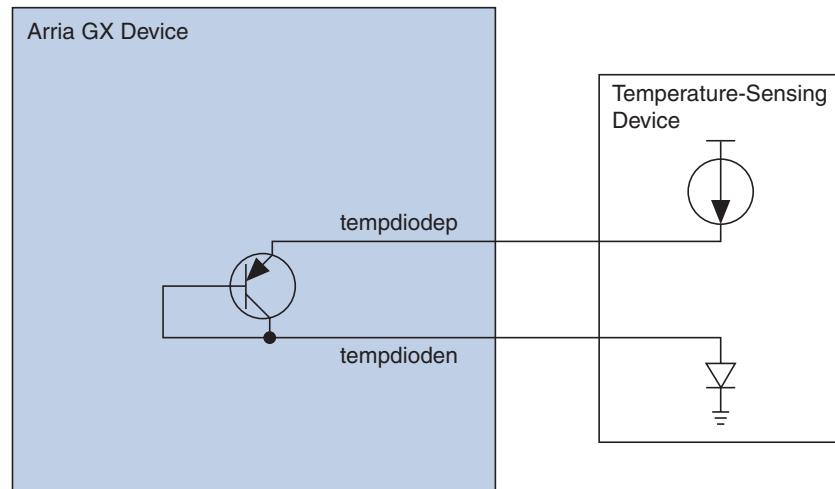 Arria GX Device
Temperature-Sensing
Device
tempdiodep
tempdioden